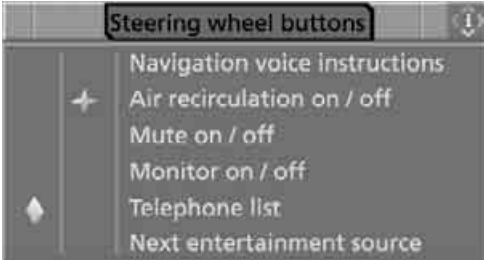 Steering wheel buttons
i
Navigation voice instructions
Air recirculation on / off
Mute on / off
Monitor on / off
Telephone list
Next entertainment source